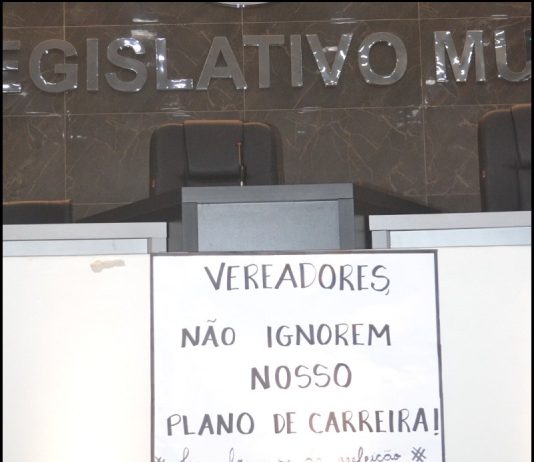 EGISLATIVO MU
VEREADORES,
NÃO IGNOREM
NOSSO
PLANO DE CARREIRA!